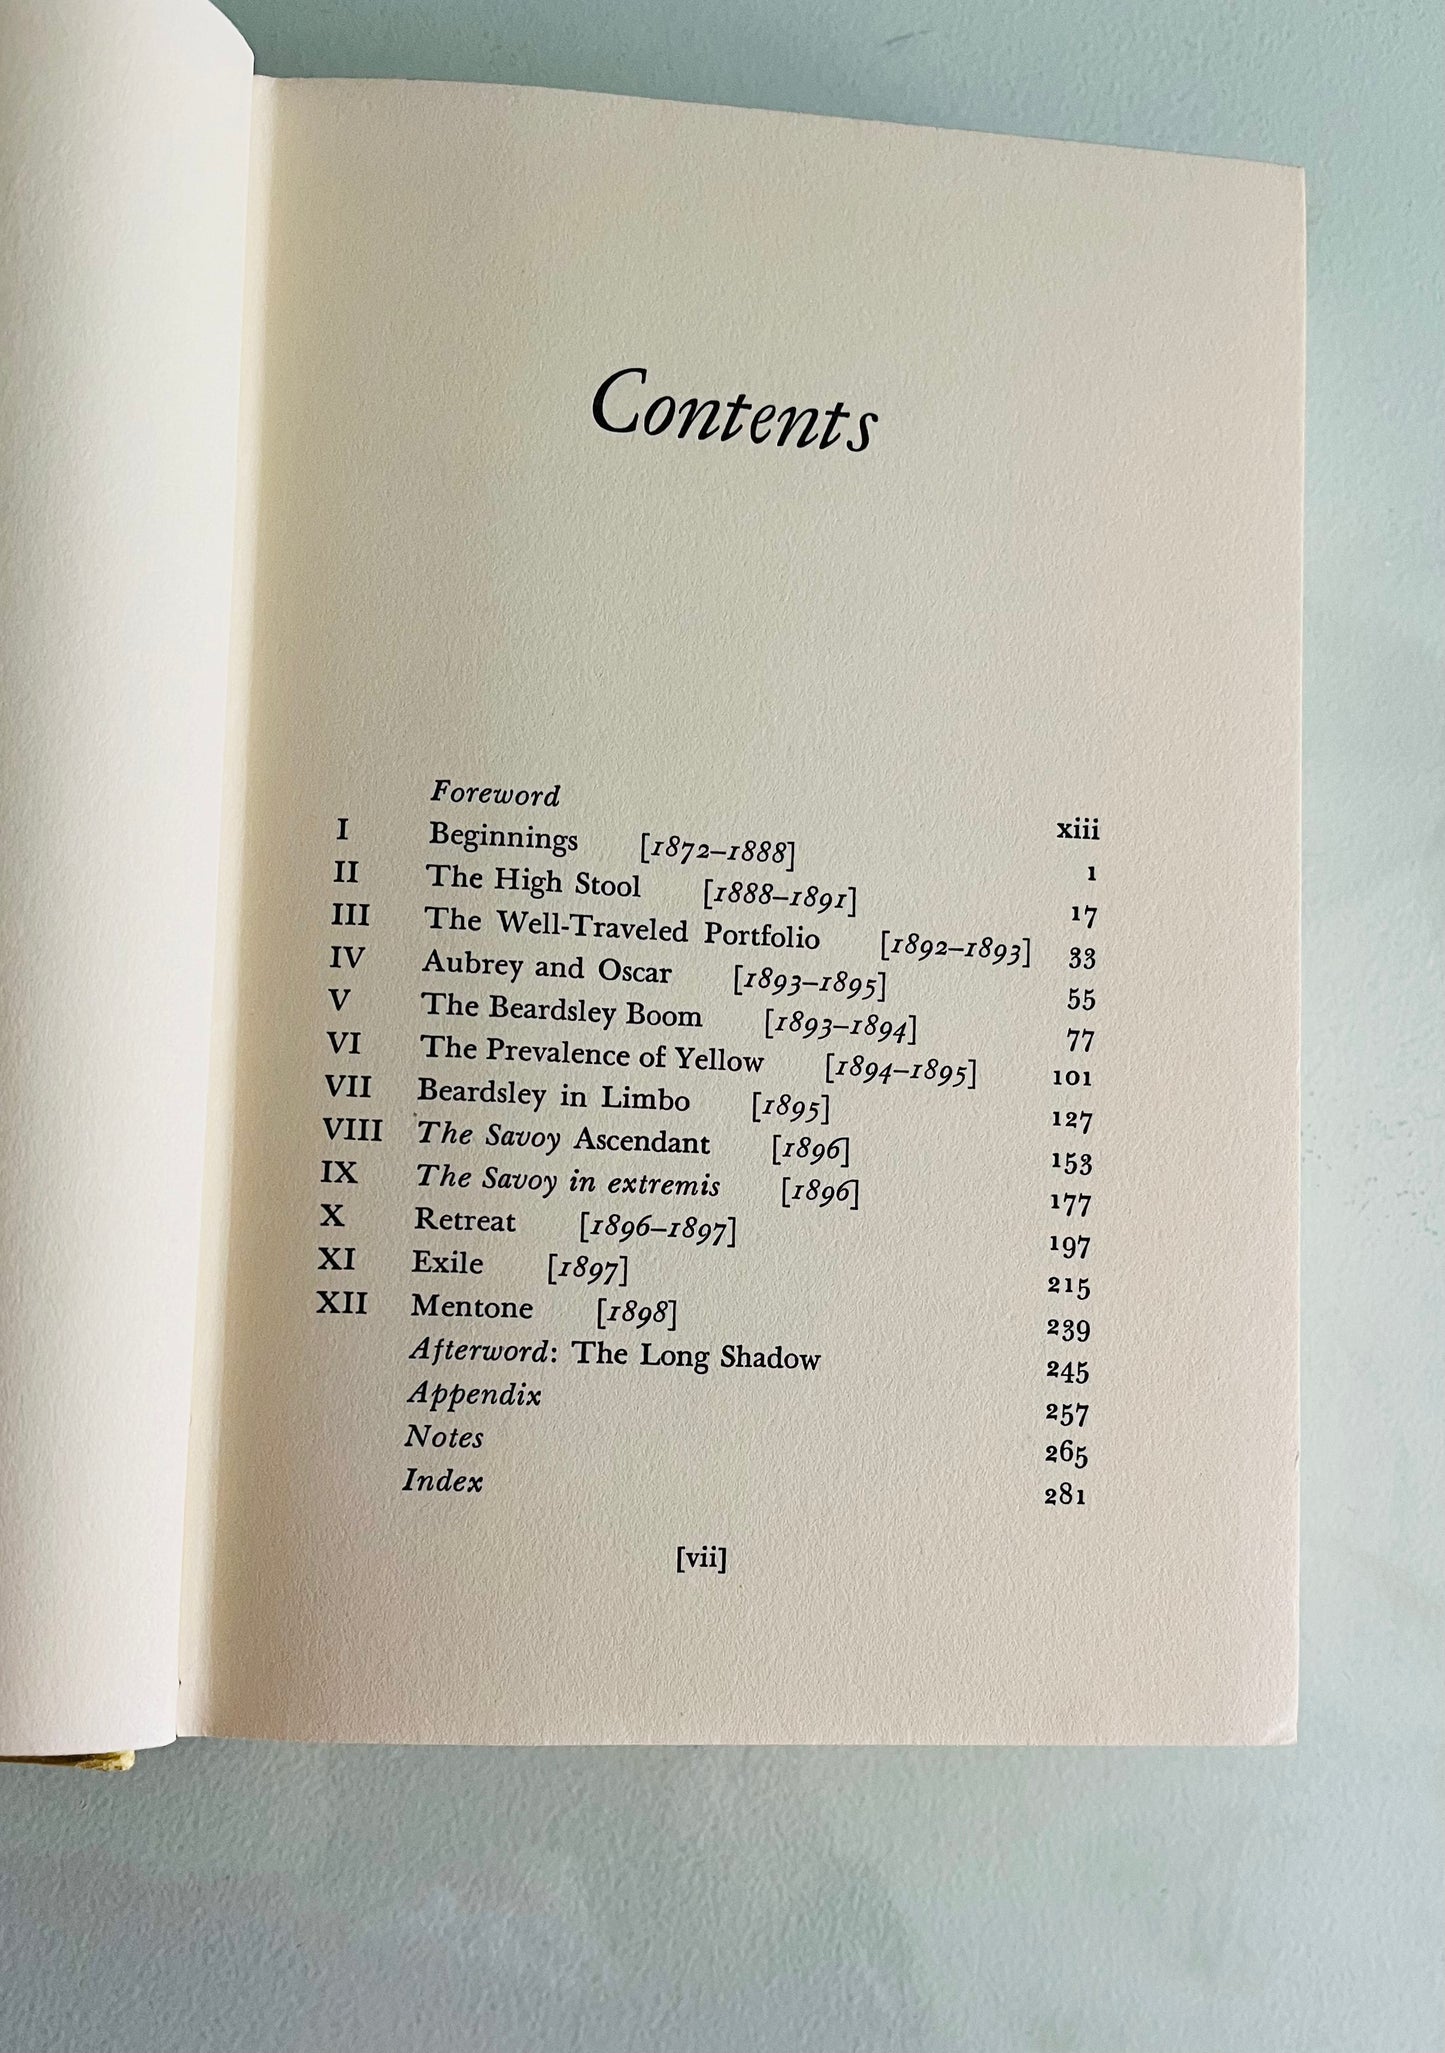 Contents
Foreword xiii
I Beginnings [1872–1888] 1
II The High Stool [1888–1891] 17
III The Well-Traveled Portfolio [1892–1893] 33
IV Aubrey and Oscar [1893–1895] 55
V The Beardsley Boom [1893–1894] 77
VI The Prevalence of Yellow [1894–1895] 101
VII Beardsley in Limbo [1895] 127
VIII The Savoy Ascendant [1896] 153
IX The Savoy in extremis [1896] 177
X Retreat [1896–1897] 197
XI Exile [1897] 215
XII Mentone [1898] 239
Afterword: The Long Shadow 245
Appendix 257
Notes 265
Index 281
[vii]